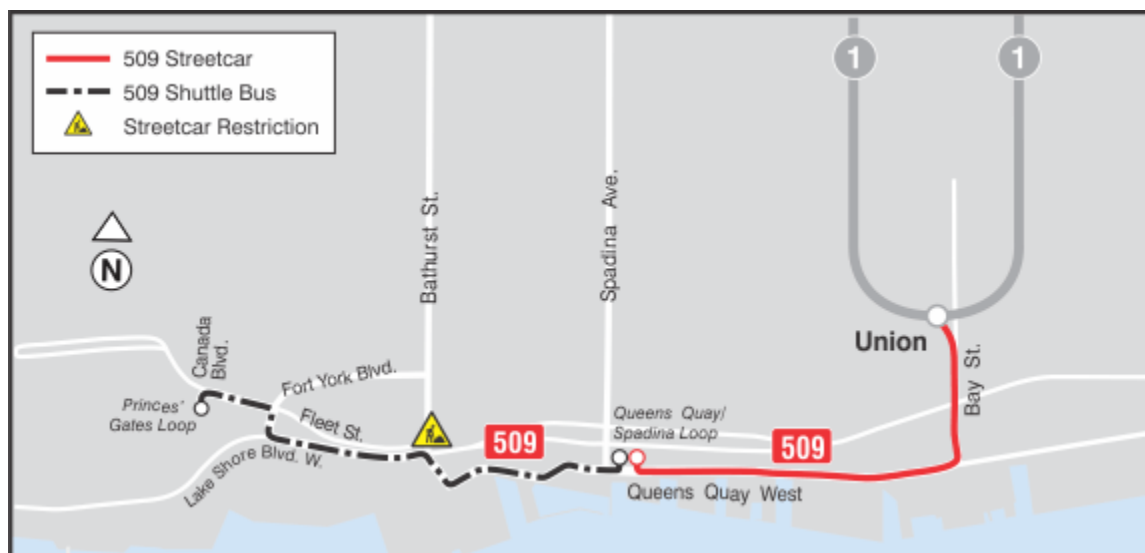 509 Streetcar
509 Shuttle Bus
Streetcar Restriction
1
1
N
Bathurst St.
Spadina Ave.
Union
Bay St.
Canada
Blvd.
Fort York Blvd.
Princes'
Gates Loop
Fleet St.
Queens Quay/
Spadina Loop
509
509
Lake Shore Blvd. W.
Queens Quay West